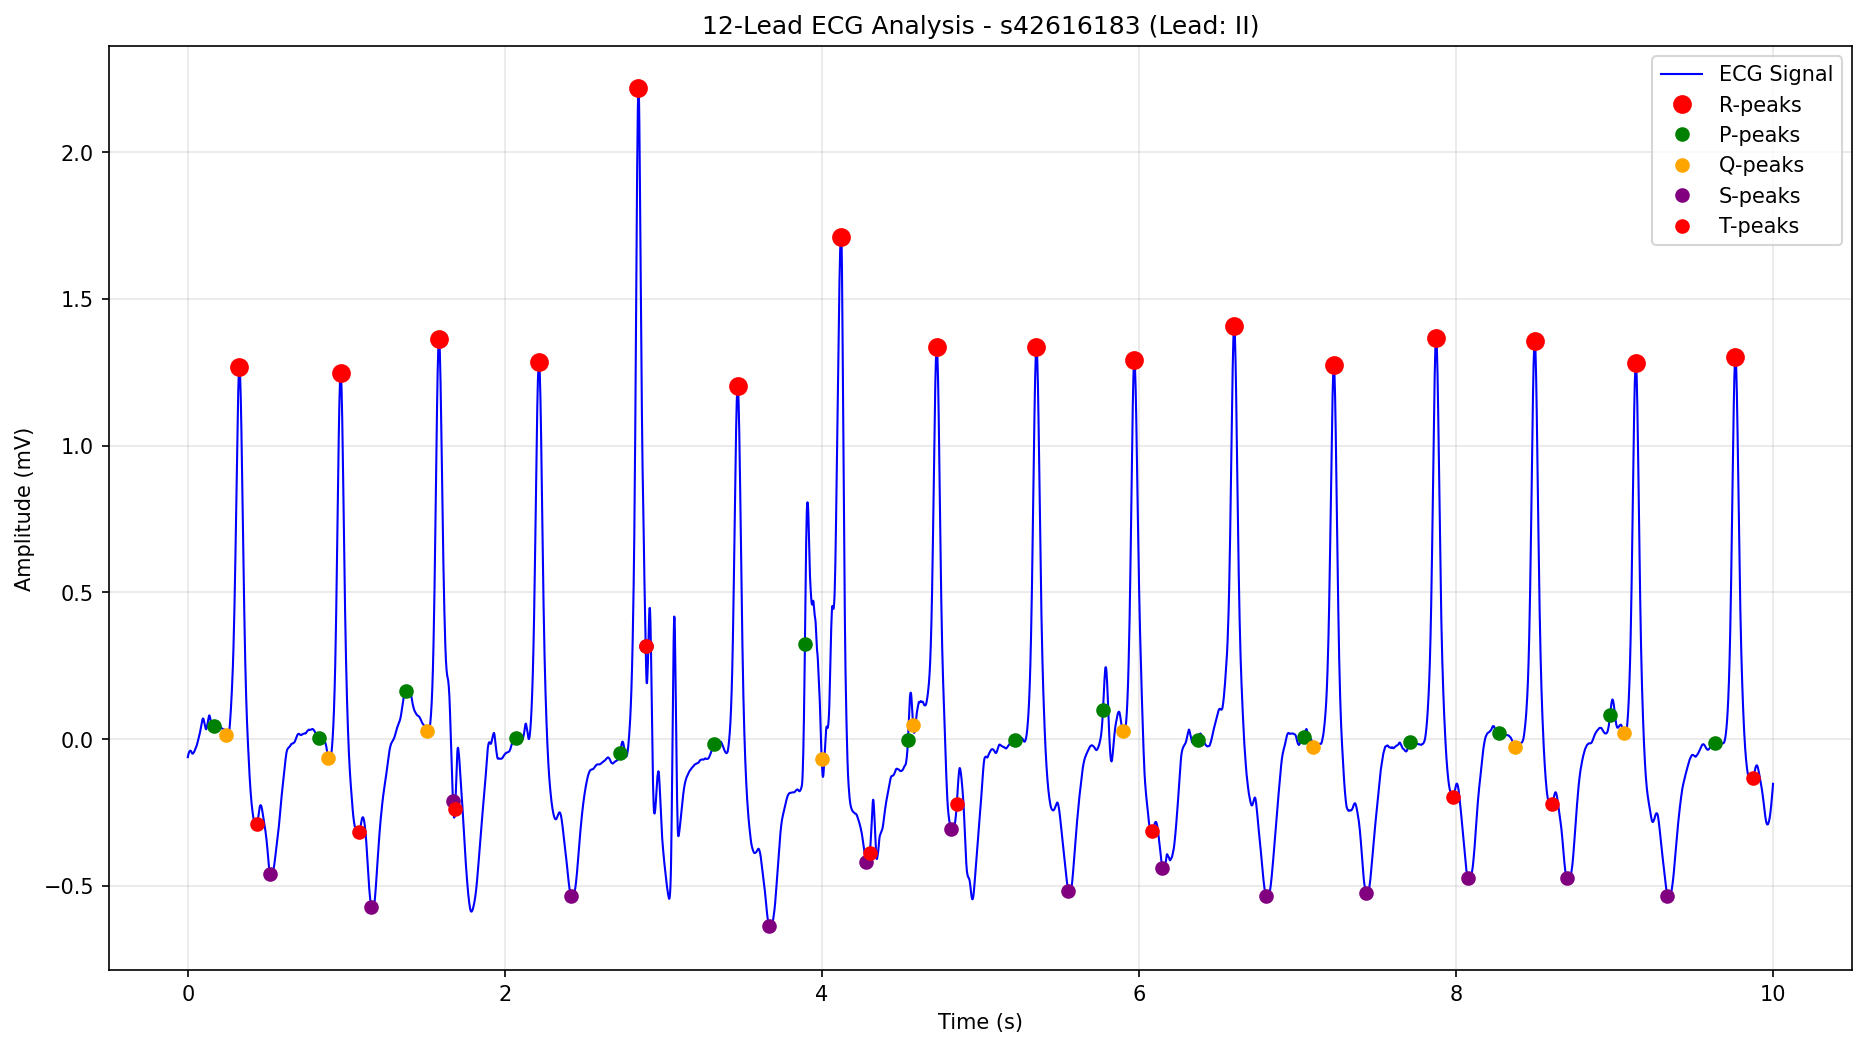 12-Lead ECG Analysis - s42616183 (Lead: II)
ECG Signal
R-peaks
P-peaks
Q-peaks
S-peaks
T-peaks
Amplitude (mV)
2.0
1.5
1.0
0.5
0.0
−0.5
0 2 4 6 8 10
Time (s)